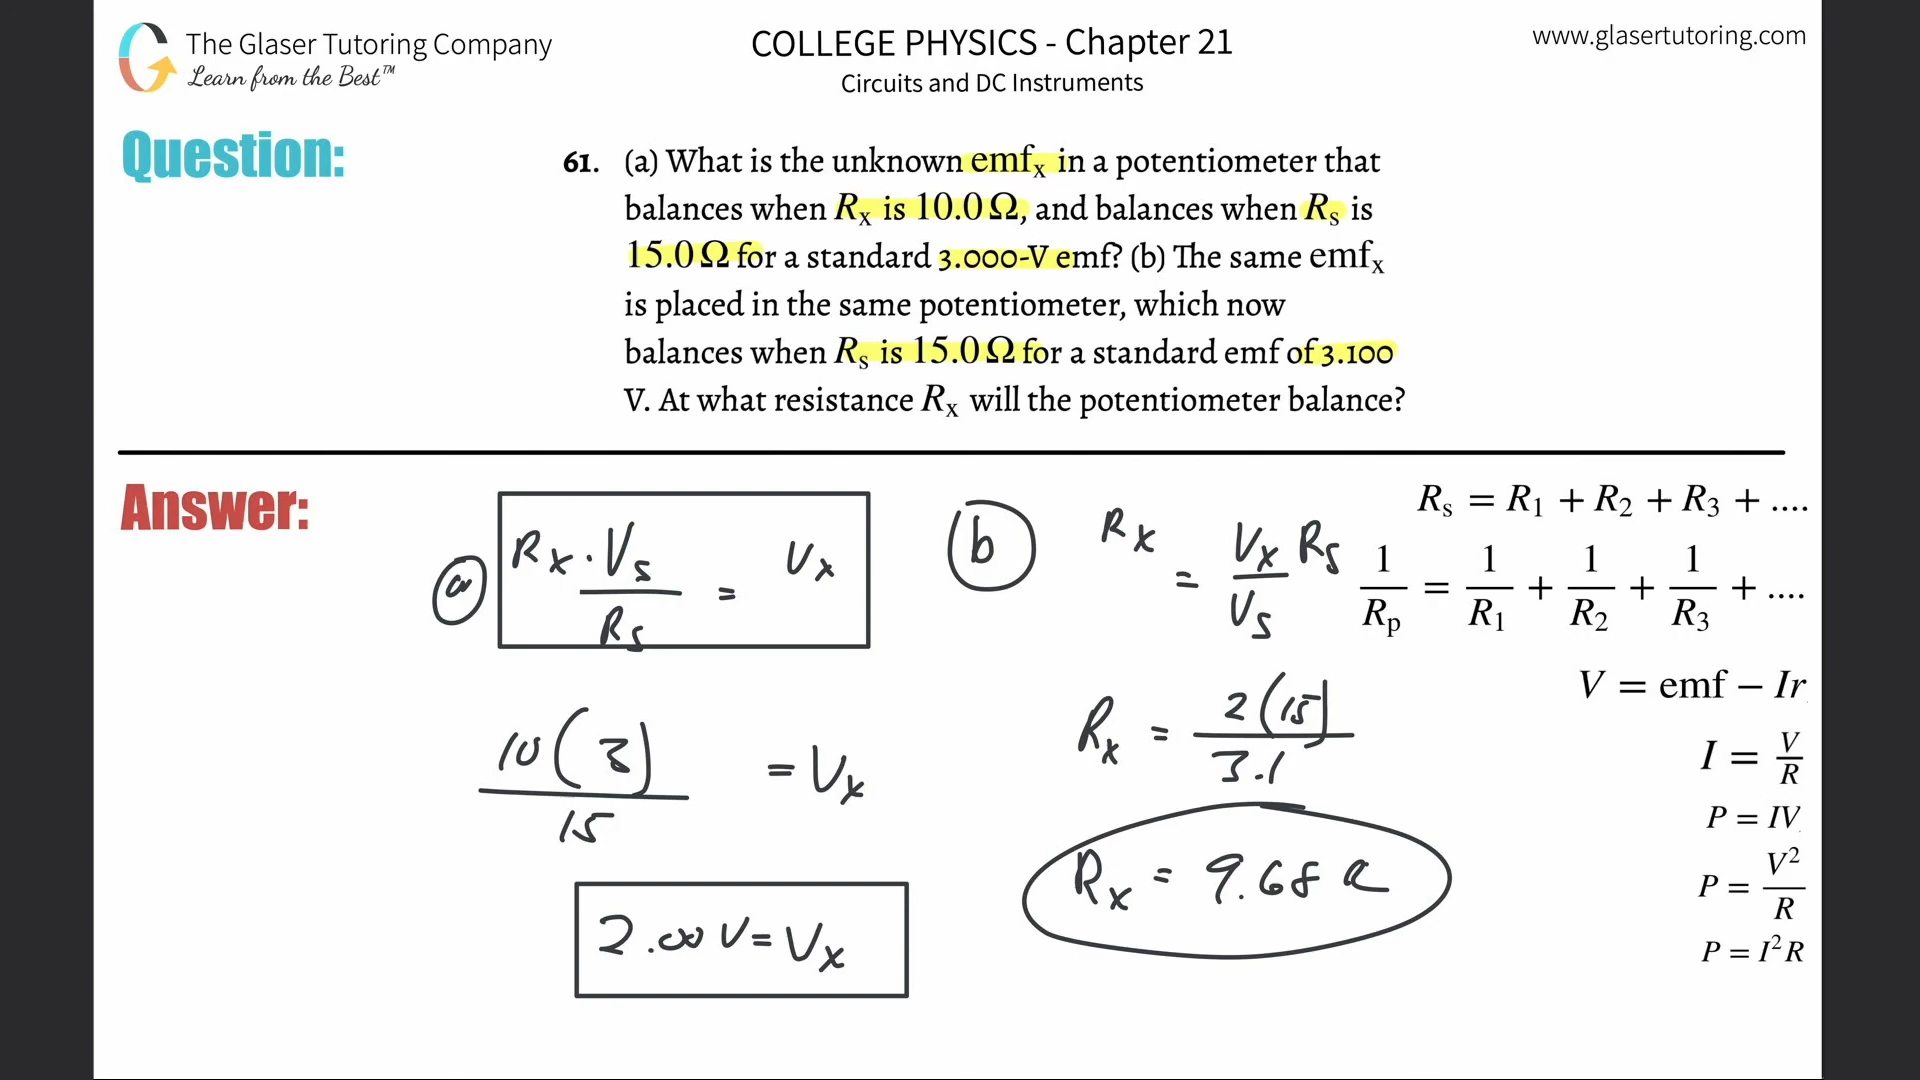 The Glaser Tutoring Company
Learn from the Best™
COLLEGE PHYSICS - Chapter 21
Circuits and DC Instruments
www.glasertutoring.com
Question:
61. (a) What is the unknown emfₓ in a potentiometer that
balances when Rₓ is 10.0 Ω, and balances when Rₛ is
15.0 Ω for a standard 3.000-V emf? (b) The same emfₓ
is placed in the same potentiometer, which now
balances when Rₛ is 15.0 Ω for a standard emf of 3.100
V. At what resistance Rₓ will the potentiometer balance?
Answer:
(a) Rx · Vs / Rs = Vx
10(3) / 15 = Vx
2.00 V = Vx
(b) Rx = Vx Rs / Vs
Rx = 2(15) / 3.1
Rx = 9.68 Ω
Rₛ = R₁ + R₂ + R₃ + ....
1/Rₚ = 1/R₁ + 1/R₂ + 1/R₃ + ....
V = emf − Ir
I = V/R
P = IV
P = V²/R
P = I²R